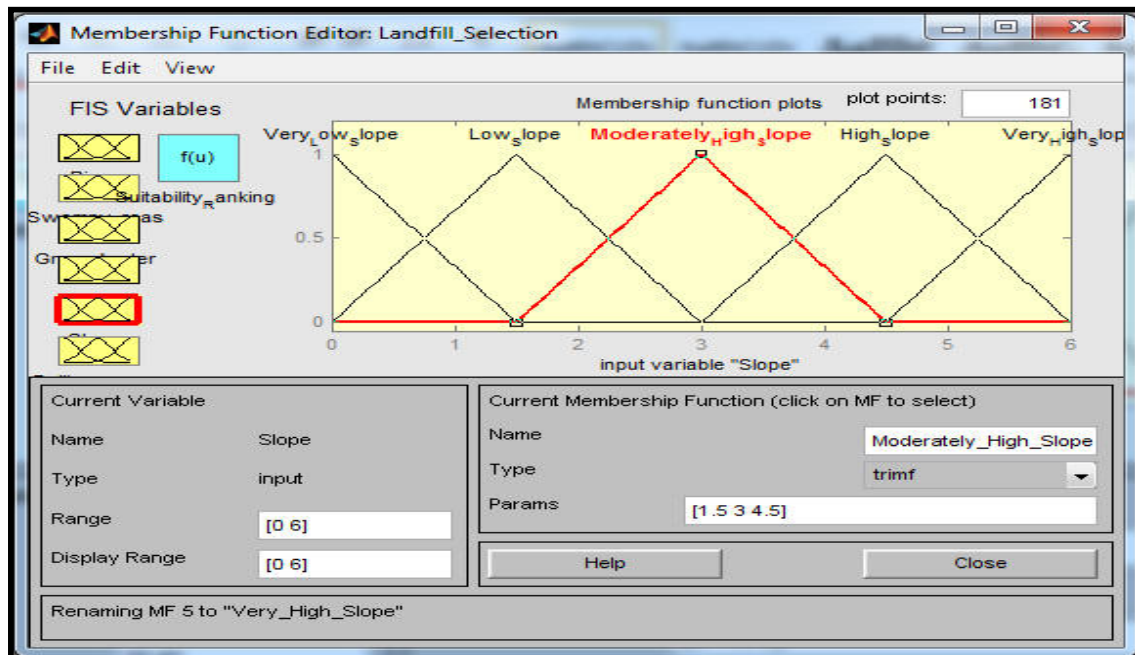 Membership Function Editor: Landfill_Selection
File Edit View
FIS Variables
Membership function plots plot points: 181
f(u)
Suitability_Ranking
Very_Low_Slope Low_Slope Moderately_High_Slope High_Slope Very_High_Slop
1
0.5
0
0 1 2 3 4 5 6
input variable "Slope"
Current Variable
Name Slope
Type input
Range [0 6]
Display Range [0 6]
Current Membership Function (click on MF to select)
Name Moderately_High_Slope
Type trimf
Params [1.5 3 4.5]
Help Close
Renaming MF 5 to "Very_High_Slope"